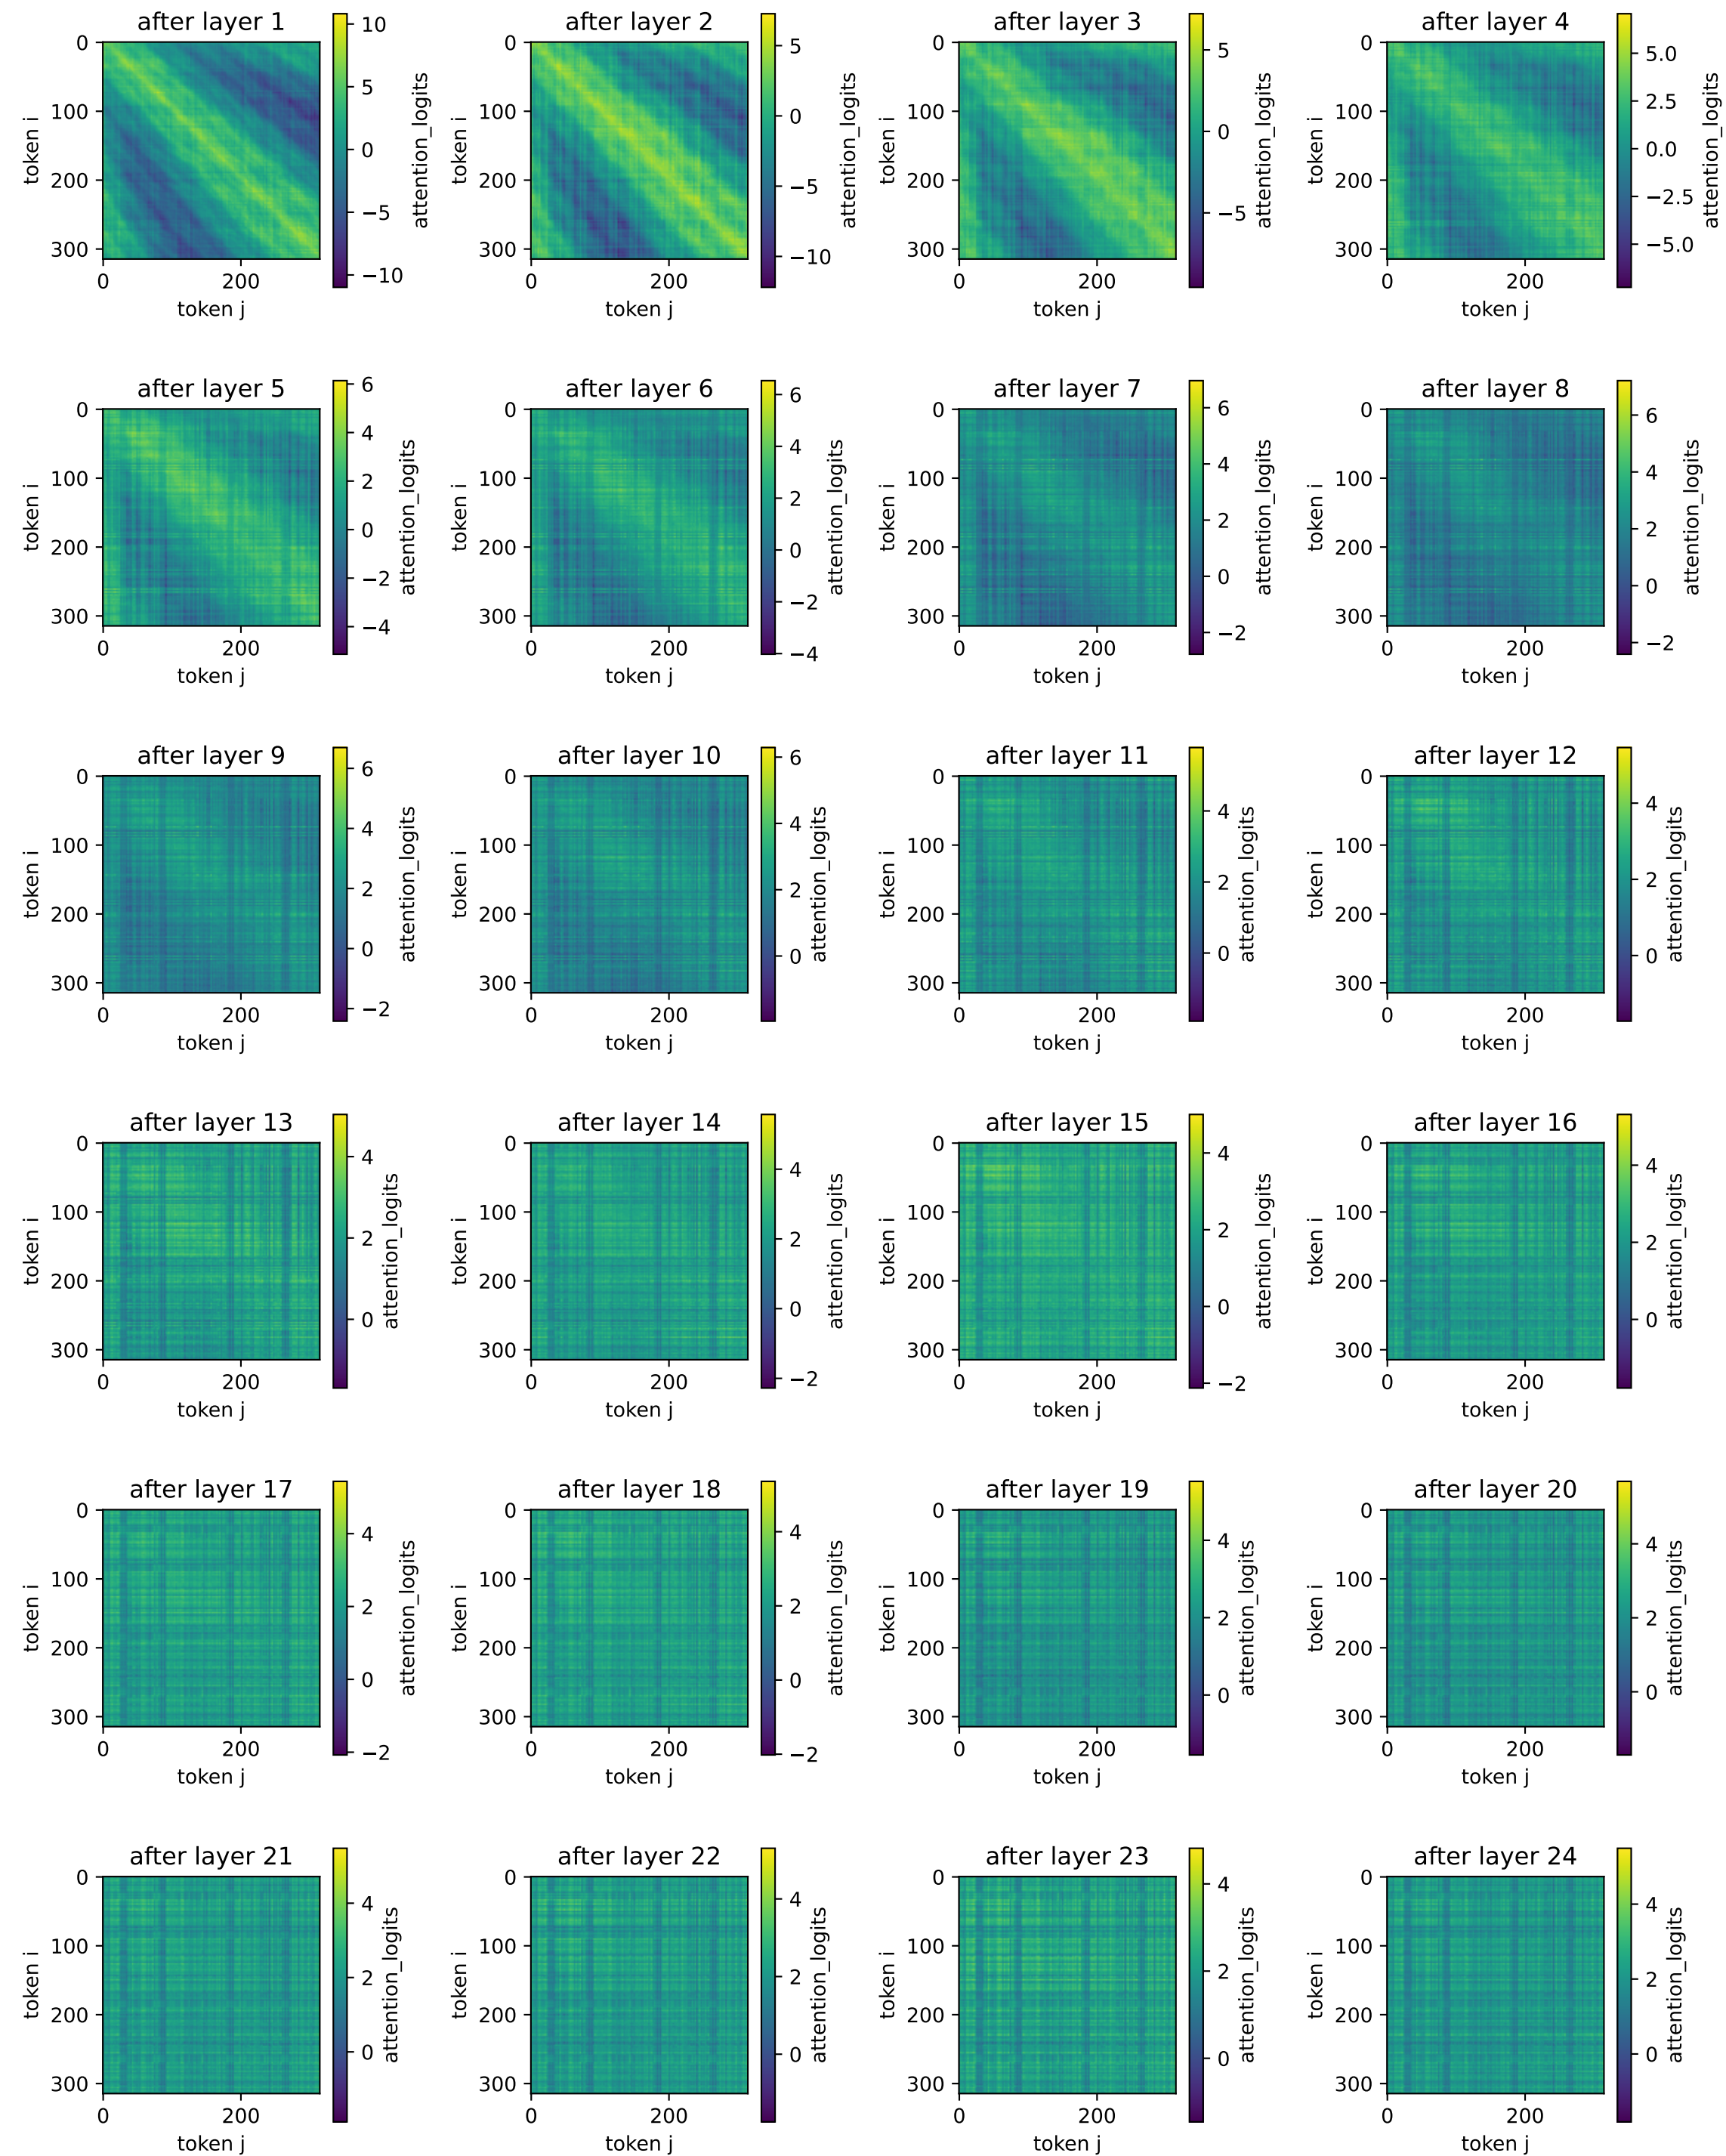 after layer 1
after layer 2
after layer 3
after layer 4
0
100
200
300
0
200
token i
token j
10
5
0
−5
−10
attention_logits
0
100
200
300
0
200
token i
token j
5
0
−5
−10
attention_logits
0
100
200
300
0
200
token i
token j
5
0
−5
attention_logits
0
100
200
300
0
200
token i
token j
5.0
2.5
0.0
−2.5
−5.0
attention_logits
after layer 5
after layer 6
after layer 7
after layer 8
0
100
200
300
0
200
token i
token j
6
4
2
0
−2
−4
attention_logits
0
100
200
300
0
200
token i
token j
6
4
2
0
−2
−4
attention_logits
0
100
200
300
0
200
token i
token j
6
4
2
0
−2
attention_logits
0
100
200
300
0
200
token i
token j
6
4
2
0
−2
attention_logits
after layer 9
after layer 10
after layer 11
after layer 12
0
100
200
300
0
200
token i
token j
6
4
2
0
−2
attention_logits
0
100
200
300
0
200
token i
token j
6
4
2
0
attention_logits
0
100
200
300
0
200
token i
token j
4
2
0
attention_logits
0
100
200
300
0
200
token i
token j
4
2
0
attention_logits
after layer 13
after layer 14
after layer 15
after layer 16
0
100
200
300
0
200
token i
token j
4
2
0
attention_logits
0
100
200
300
0
200
token i
token j
4
2
0
−2
attention_logits
0
100
200
300
0
200
token i
token j
4
2
0
−2
attention_logits
0
100
200
300
0
200
token i
token j
4
2
0
attention_logits
after layer 17
after layer 18
after layer 19
after layer 20
0
100
200
300
0
200
token i
token j
4
2
0
−2
attention_logits
0
100
200
300
0
200
token i
token j
4
2
0
−2
attention_logits
0
100
200
300
0
200
token i
token j
4
2
0
attention_logits
0
100
200
300
0
200
token i
token j
4
2
0
attention_logits
after layer 21
after layer 22
after layer 23
after layer 24
0
100
200
300
0
200
token i
token j
4
2
0
attention_logits
0
100
200
300
0
200
token i
token j
4
2
0
attention_logits
0
100
200
300
0
200
token i
token j
4
2
0
attention_logits
0
100
200
300
0
200
token i
token j
4
2
0
attention_logits